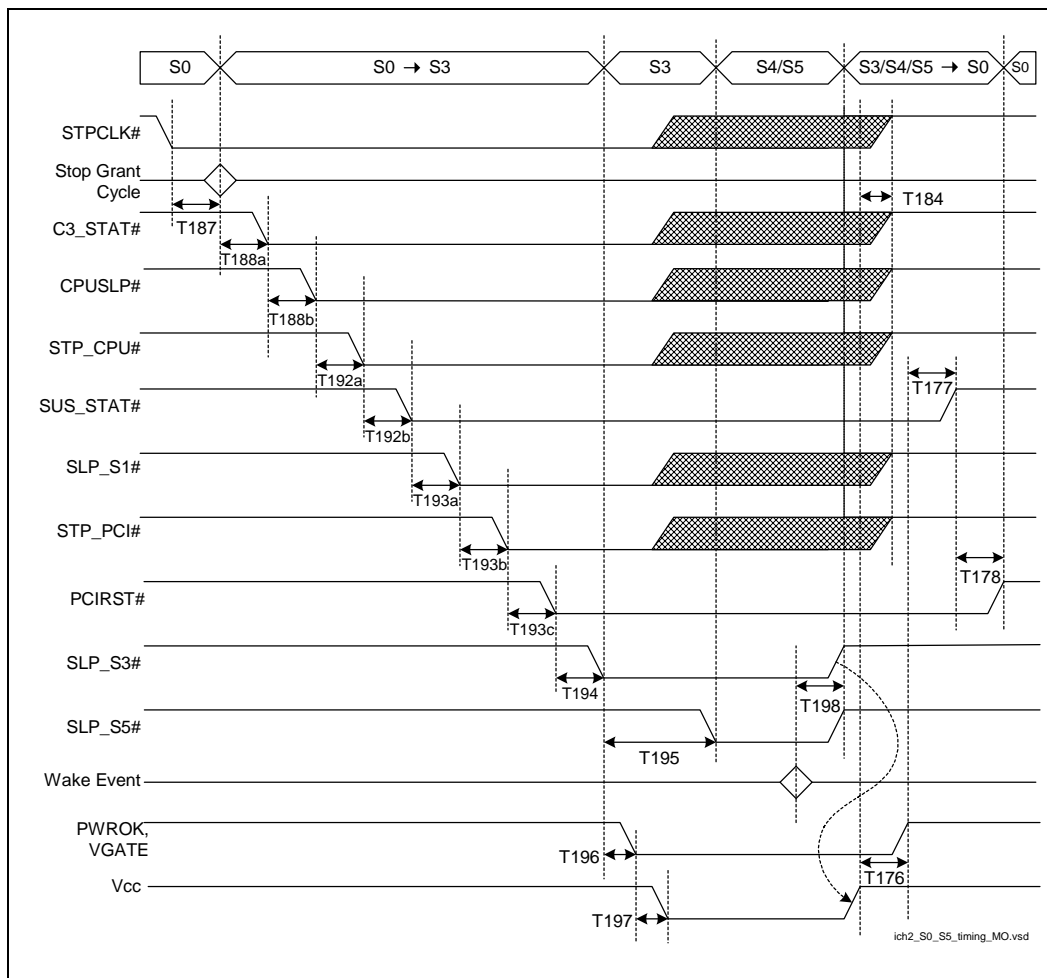 S0
S0 → S3
S3
S4/S5
S3/S4/S5 → S0
S0
STPCLK#
Stop Grant
Cycle
T184
T187
C3_STAT#
T188a
CPUSLP#
T188b
STP_CPU#
T192a
T177
SUS_STAT#
T192b
SLP_S1#
T193a
STP_PCI#
T193b
T178
PCIRST#
T193c
SLP_S3#
T194
T198
SLP_S5#
T195
Wake Event
PWROK,
VGATE
T196
T176
Vcc
T197
ich2_S0_S5_timing_MO.vsd